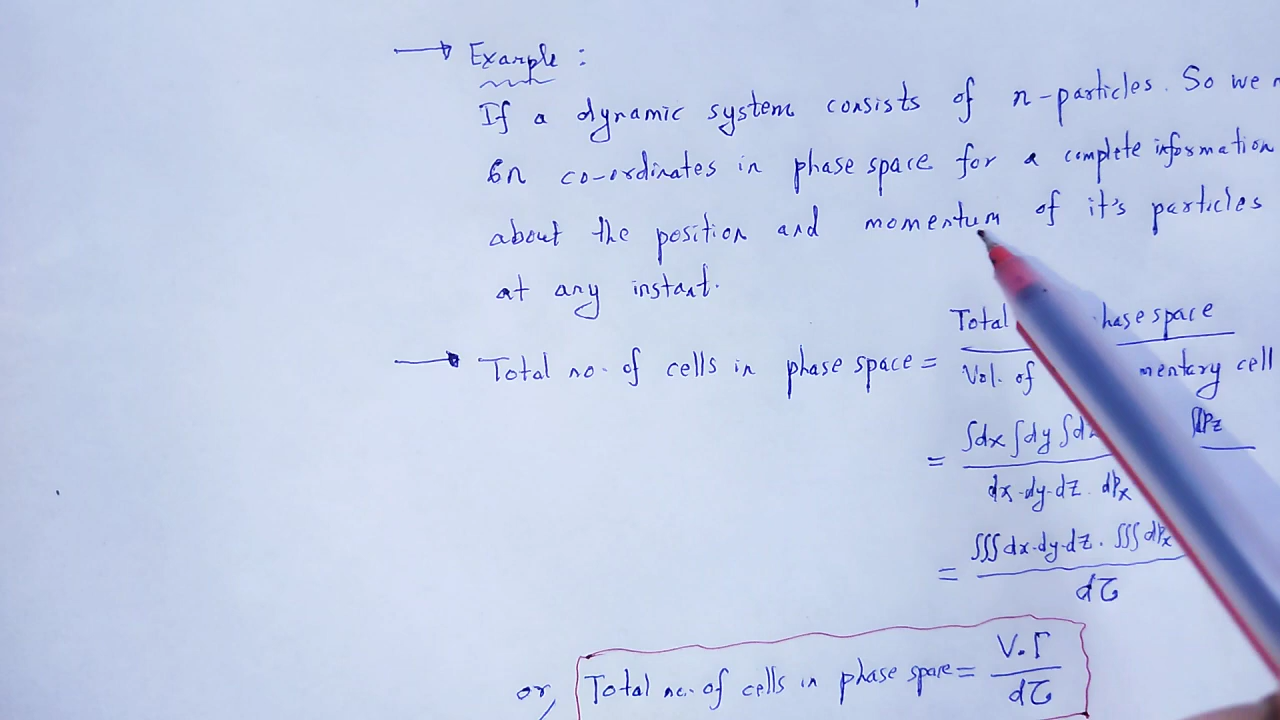 → Example :
If a dynamic system consists of n-particles. So we
6n co-ordinates in phase space for a complete information
about the position and momentum of it's particles
at any instant.
→ Total no. of cells in phase space = Total hase space / Vol. of mentary cell
= ∫dx ∫dy ∫d ∫dPz / dx.dy.dz. dPx
= ∫∫∫ dx.dy.dz. ∫∫∫ dPx / dτ
or, Total no. of cells in phase space = V.Γ / dτ